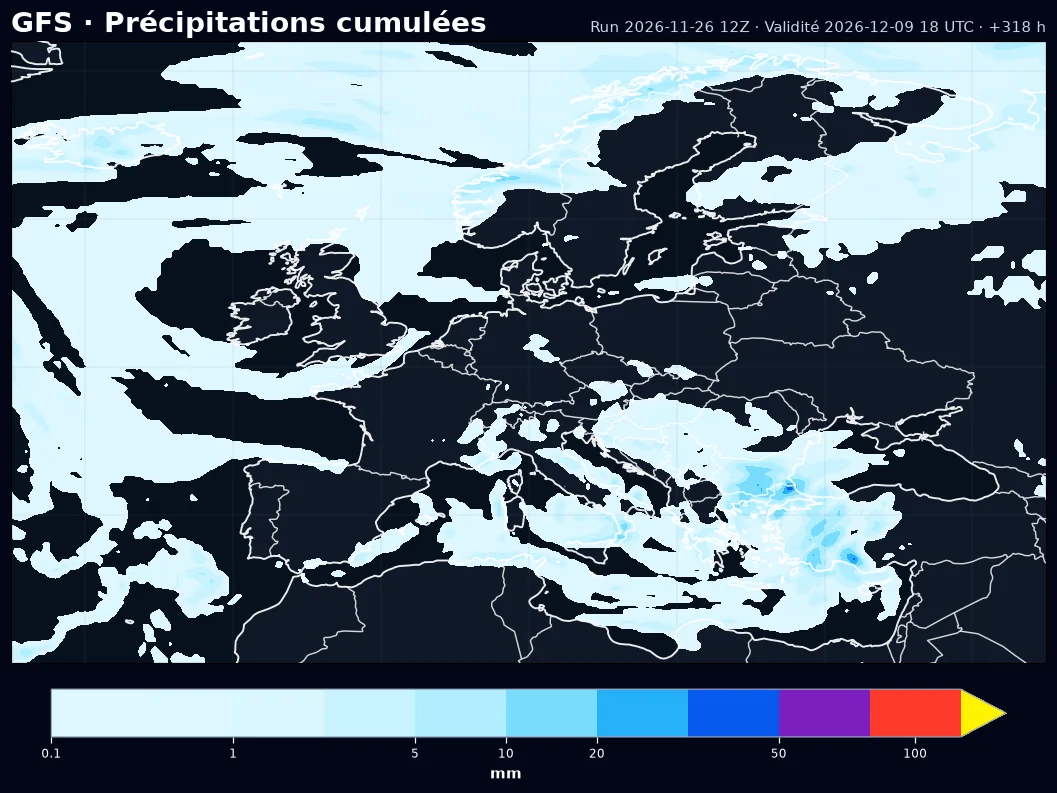 GFS · Précipitations cumulées
Run 2026-11-26 12Z · Validité 2026-12-09 18 UTC · +318 h
0.1 1 5 10 20 50 100
mm